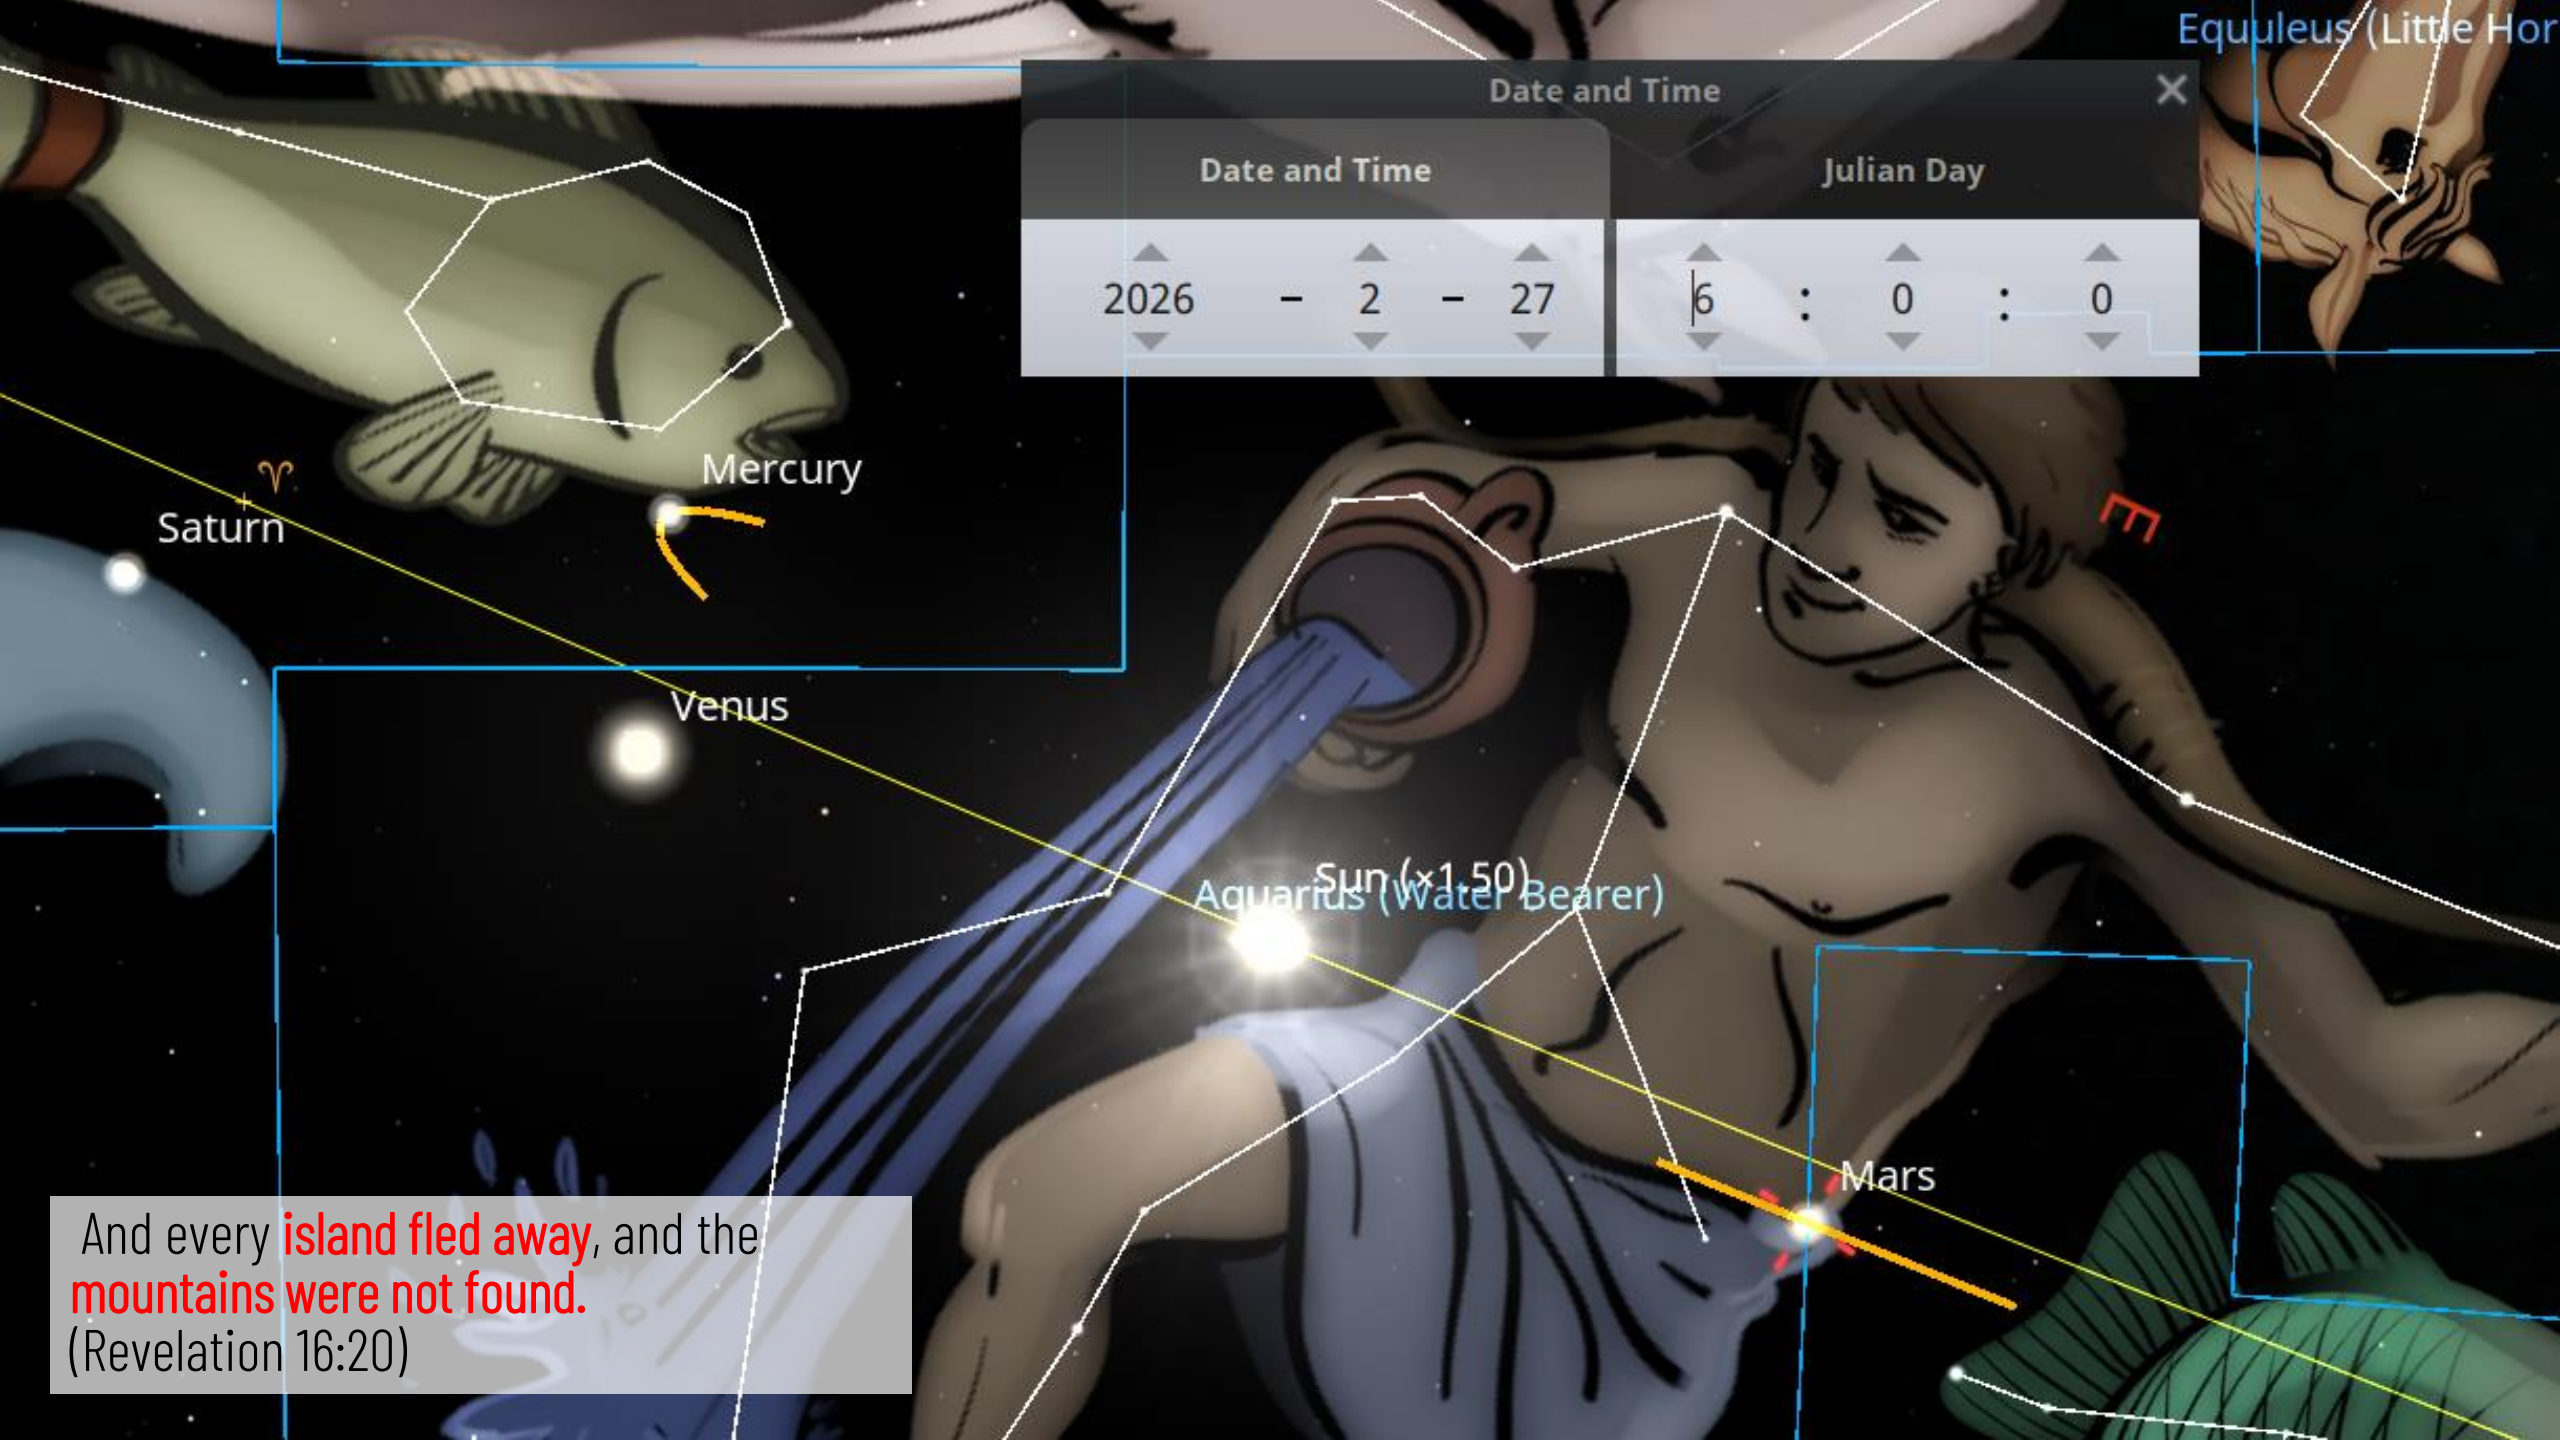 Equuleus (Little Hor
Date and Time
Date and Time
Julian Day
2026 - 2 - 27 6 : 0 : 0
Mercury
Saturn
Venus
E
Sun (×1.50)
Aquarius (Water Bearer)
Mars
And every island fled away, and the
mountains were not found.
(Revelation 16:20)